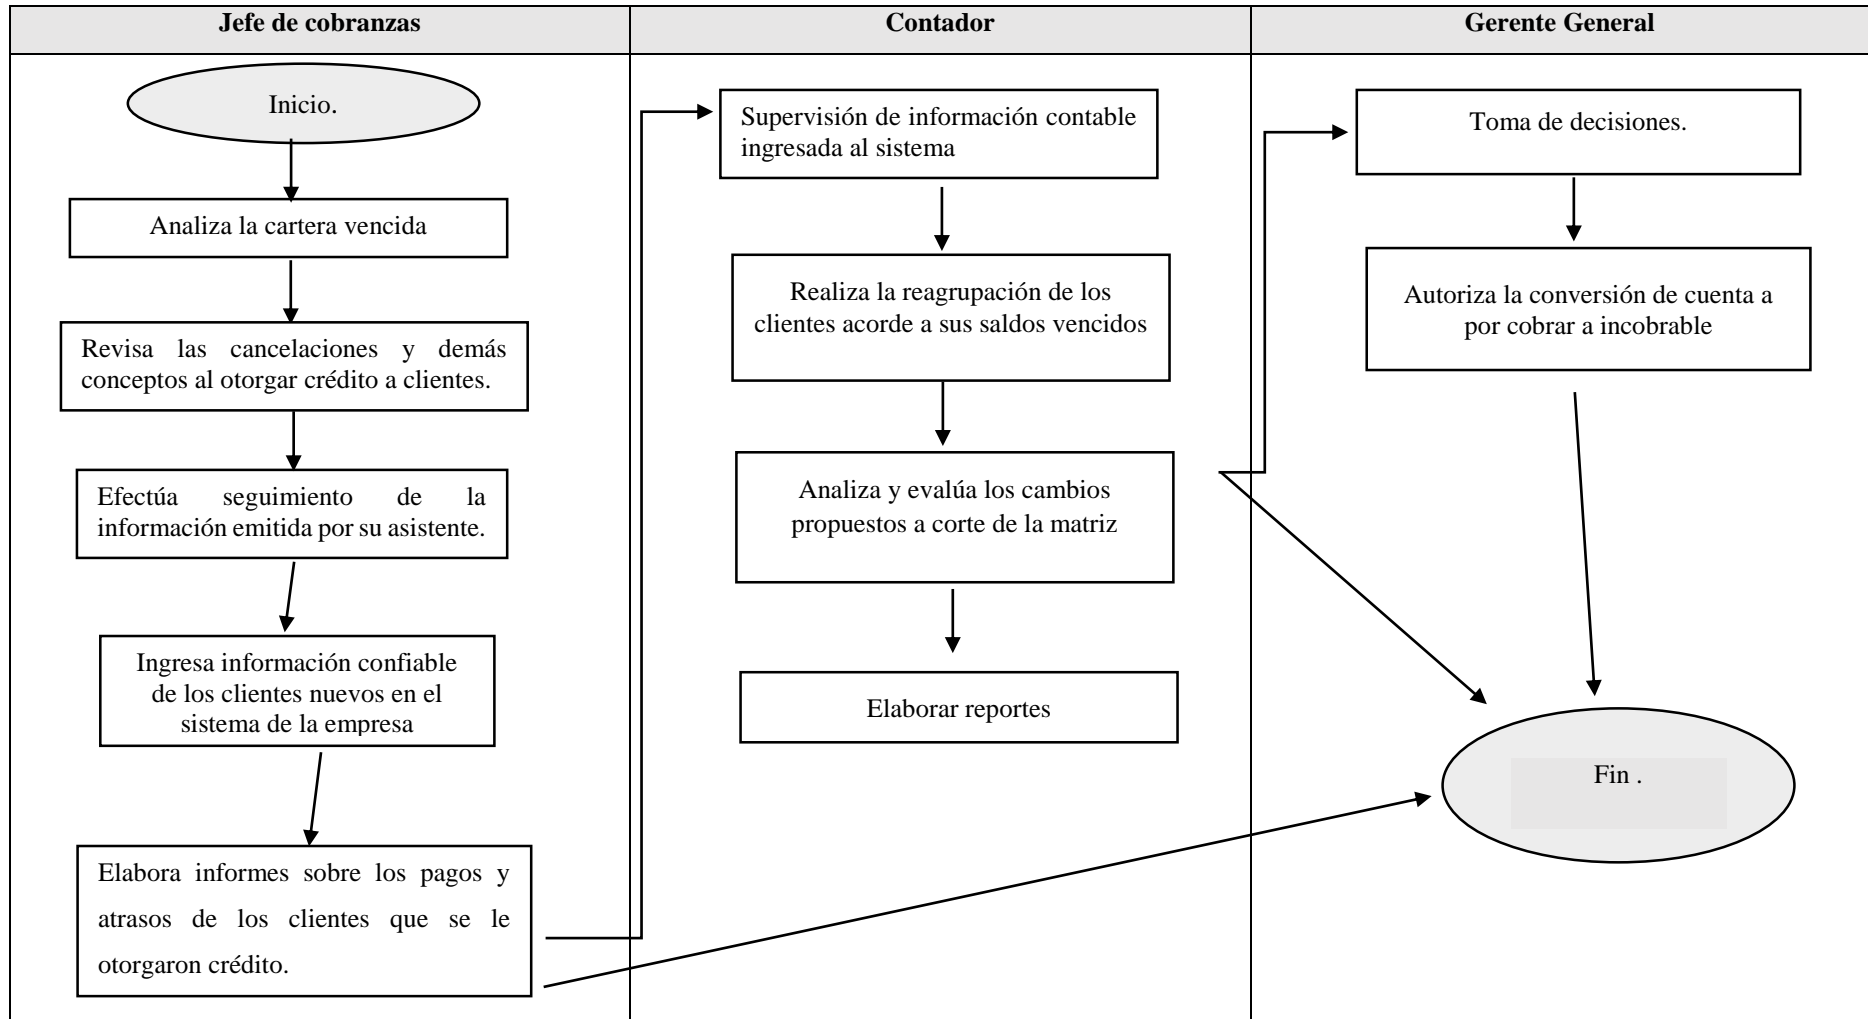 Jefe de cobranzas
Contador
Gerente General
Inicio.
Analiza la cartera vencida
Revisa las cancelaciones y demás
conceptos al otorgar crédito a clientes.
Efectúa seguimiento de la
información emitida por su asistente.
Ingresa información confiable
de los clientes nuevos en el
sistema de la empresa
Elabora informes sobre los pagos y
atrasos de los clientes que se le
otorgaron crédito.
Supervisión de información contable
ingresada al sistema
Realiza la reagrupación de los
clientes acorde a sus saldos vencidos
Analiza y evalúa los cambios
propuestos a corte de la matriz
Elaborar reportes
Toma de decisiones.
Autoriza la conversión de cuenta a
por cobrar a incobrable
Fin .